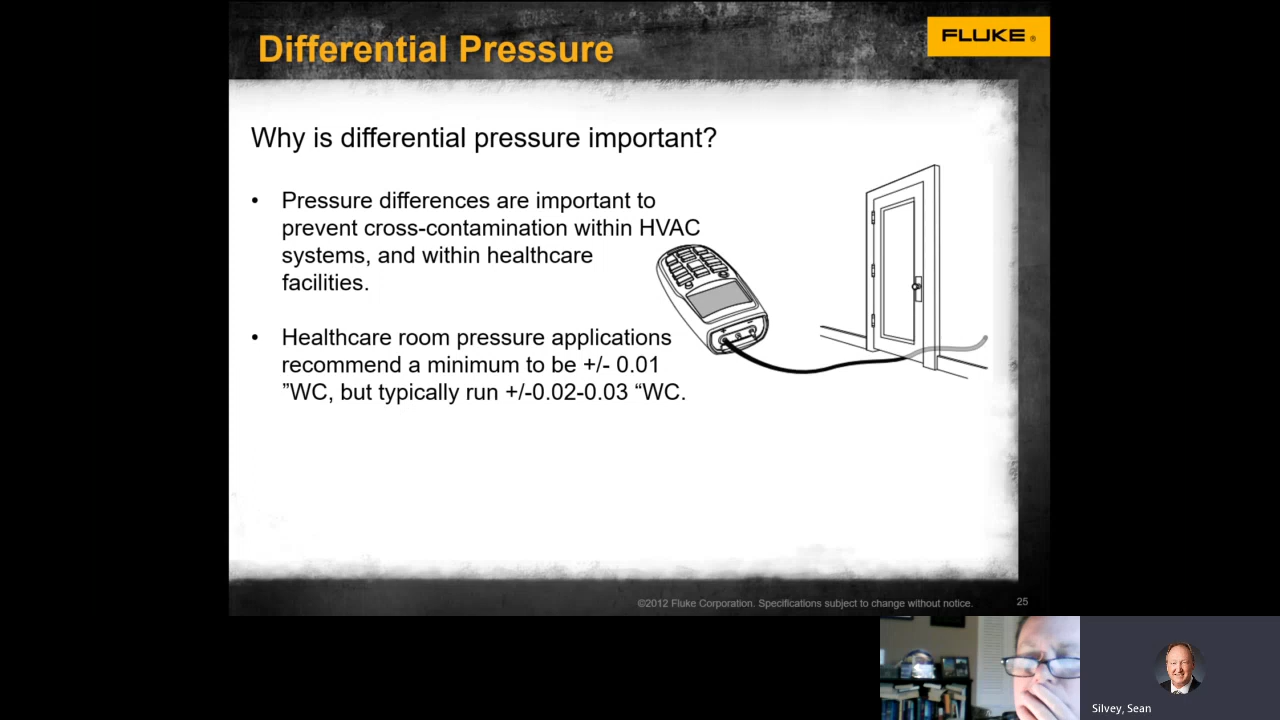 Differential Pressure
FLUKE®
Why is differential pressure important?
• Pressure differences are important to
prevent cross-contamination within HVAC
systems, and within healthcare
facilities.
• Healthcare room pressure applications
recommend a minimum to be +/- 0.01
”WC, but typically run +/-0.02-0.03 “WC.
©2012 Fluke Corporation. Specifications subject to change without notice.
25
Silvey, Sean